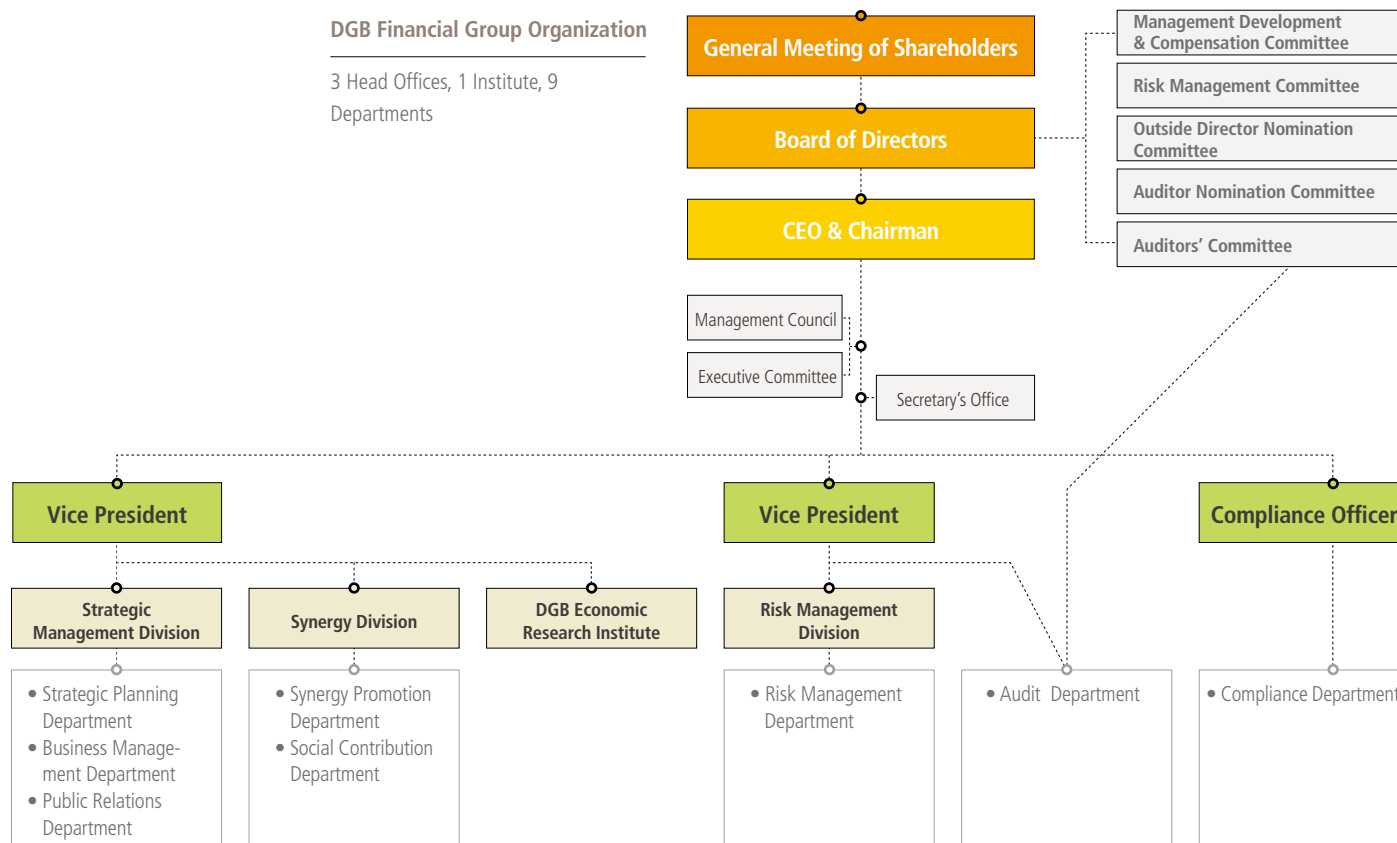 DGB Financial Group Organization
3 Head Offices, 1 Institute, 9
Departments
General Meeting of Shareholders
Board of Directors
CEO & Chairman
Management Development
& Compensation Committee
Risk Management Committee
Outside Director Nomination
Committee
Auditor Nomination Committee
Auditors’ Committee
Management Council
Executive Committee
Secretary’s Office
Vice President
Vice President
Compliance Officer
Strategic
Management Division
Synergy Division
DGB Economic
Research Institute
Risk Management
Division
• Strategic Planning
Department
• Business Manage-
ment Department
• Public Relations
Department
• Synergy Promotion
Department
• Social Contribution
Department
• Risk Management
Department
• Audit Department
• Compliance Department